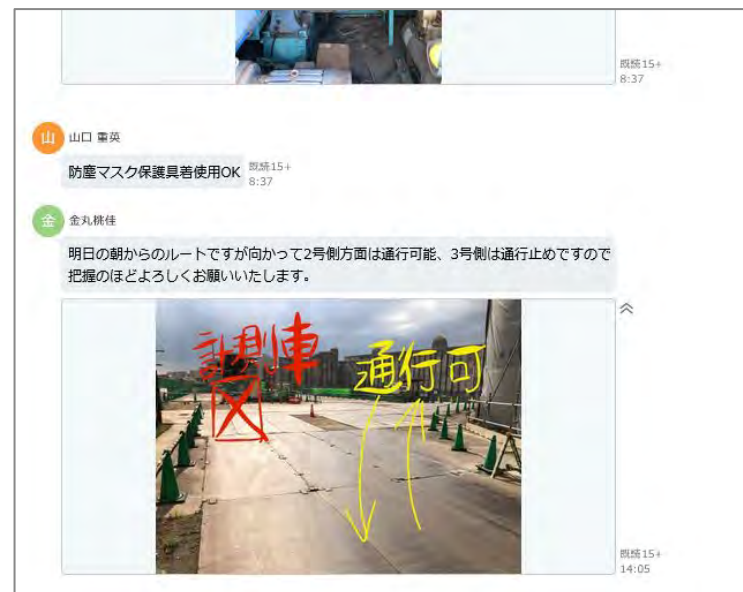 既読15+
8:37
山
山口 重英
防塵マスク保護具着使用OK
既読15+
8:37
金
金丸桃佳
明日の朝からのルートですが向かって2号側方面は通行可能、3号側は通行止めですので
把握のほどよろしくお願いいたします。
計測車
通行可
既読15+
14:05